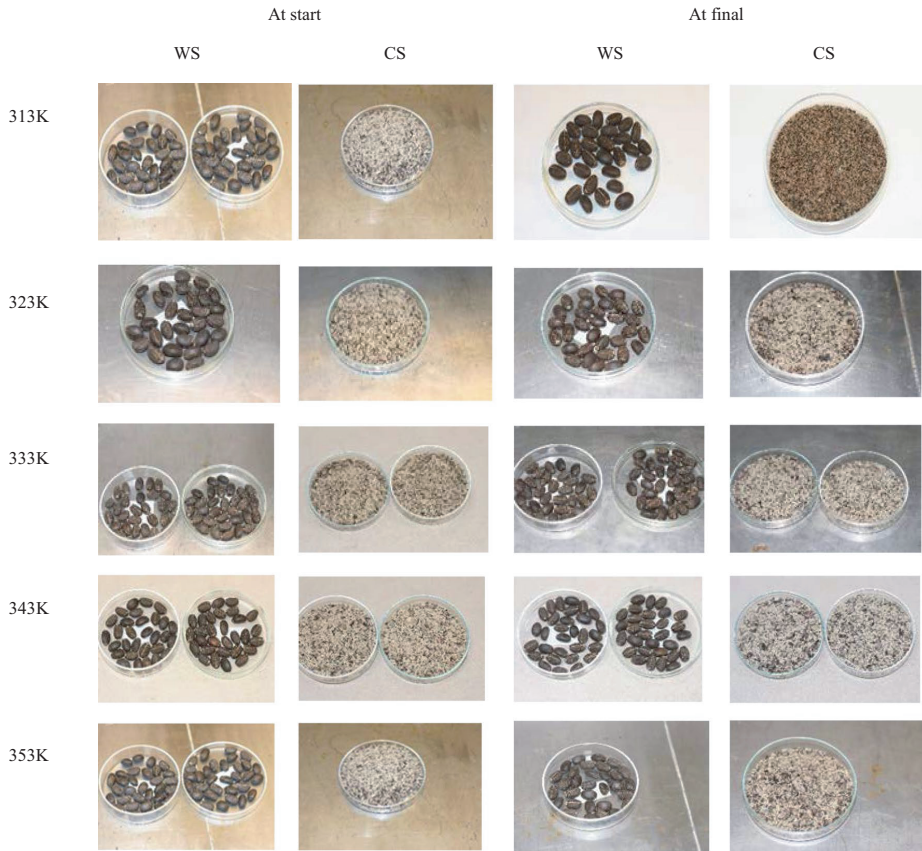 At start At final
WS CS WS CS
313K
323K
333K
343K
353K